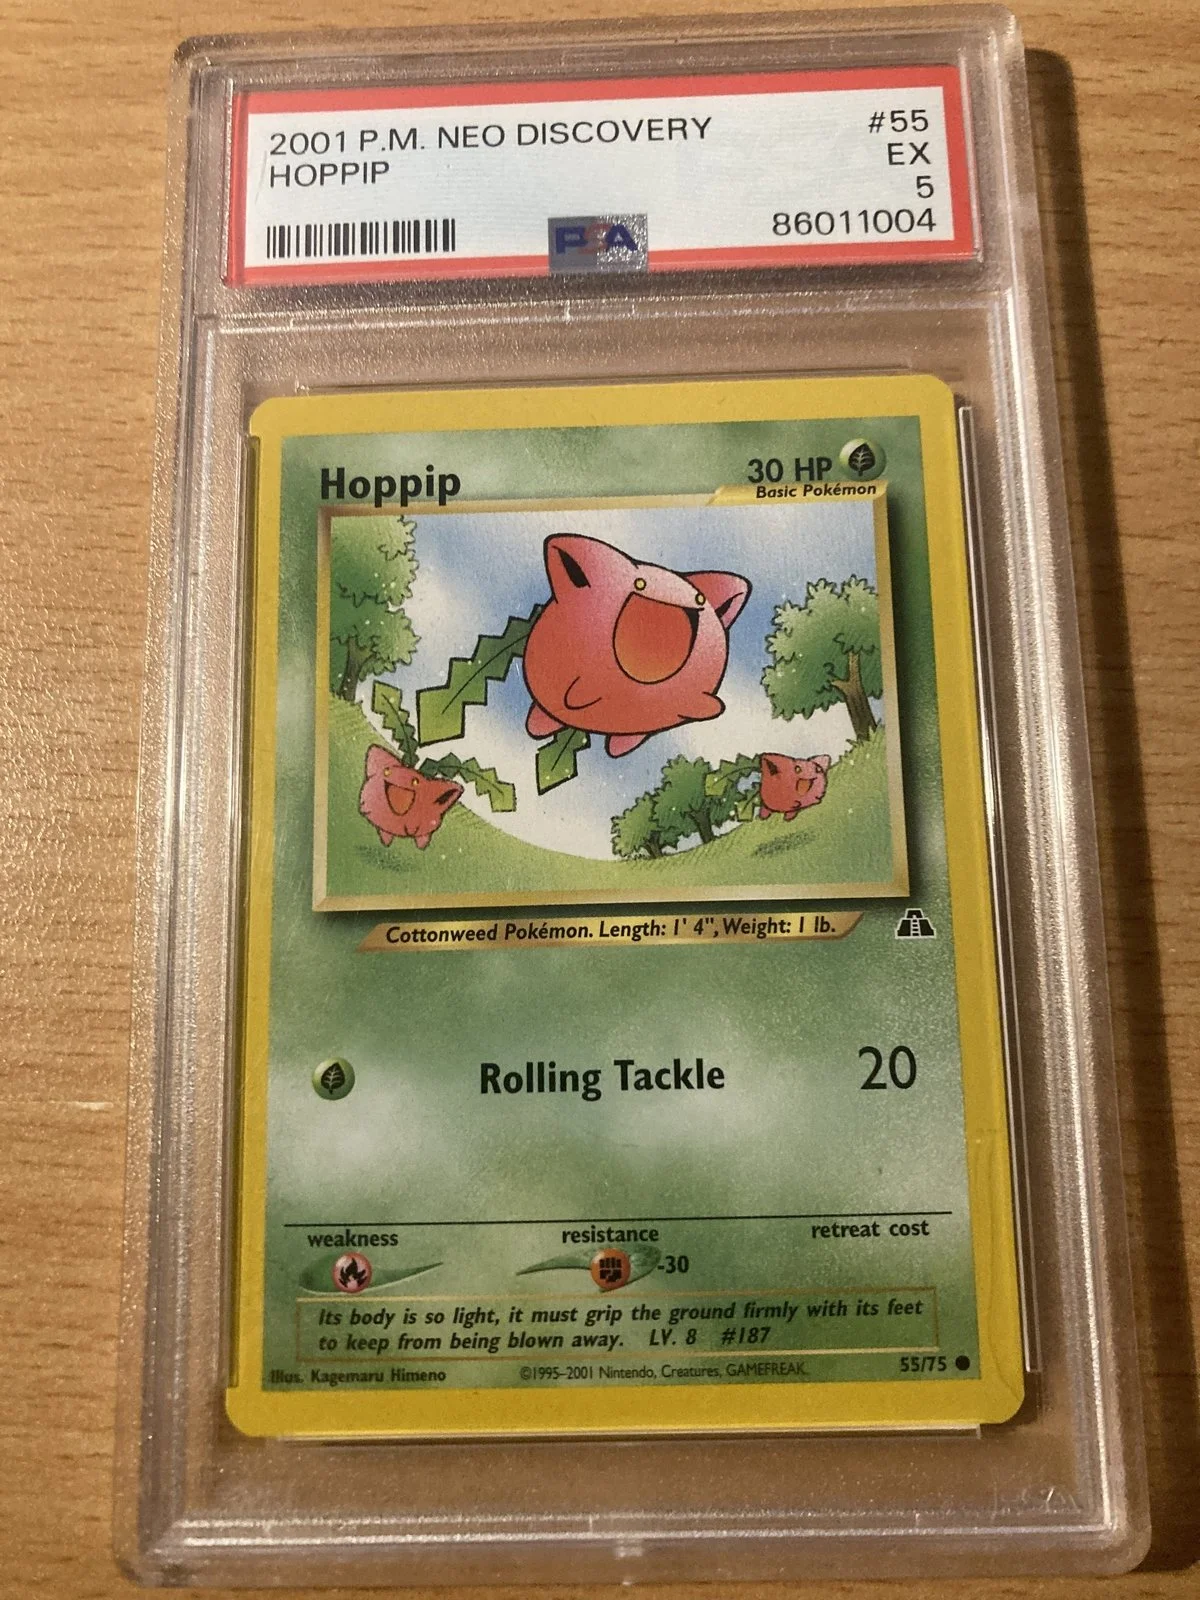 2001 P.M. NEO DISCOVERY #55
HOPPIP EX
5
PSA 86011004
Hoppip 30 HP
Basic Pokémon
Cottonweed Pokémon. Length: 1' 4", Weight: 1 lb.
Rolling Tackle 20
weakness resistance retreat cost
-30
Its body is so light, it must grip the ground firmly with its feet
to keep from being blown away. LV. 8 #187
Illus. Kagemaru Himeno ©1995–2001 Nintendo, Creatures, GAMEFREAK. 55/75